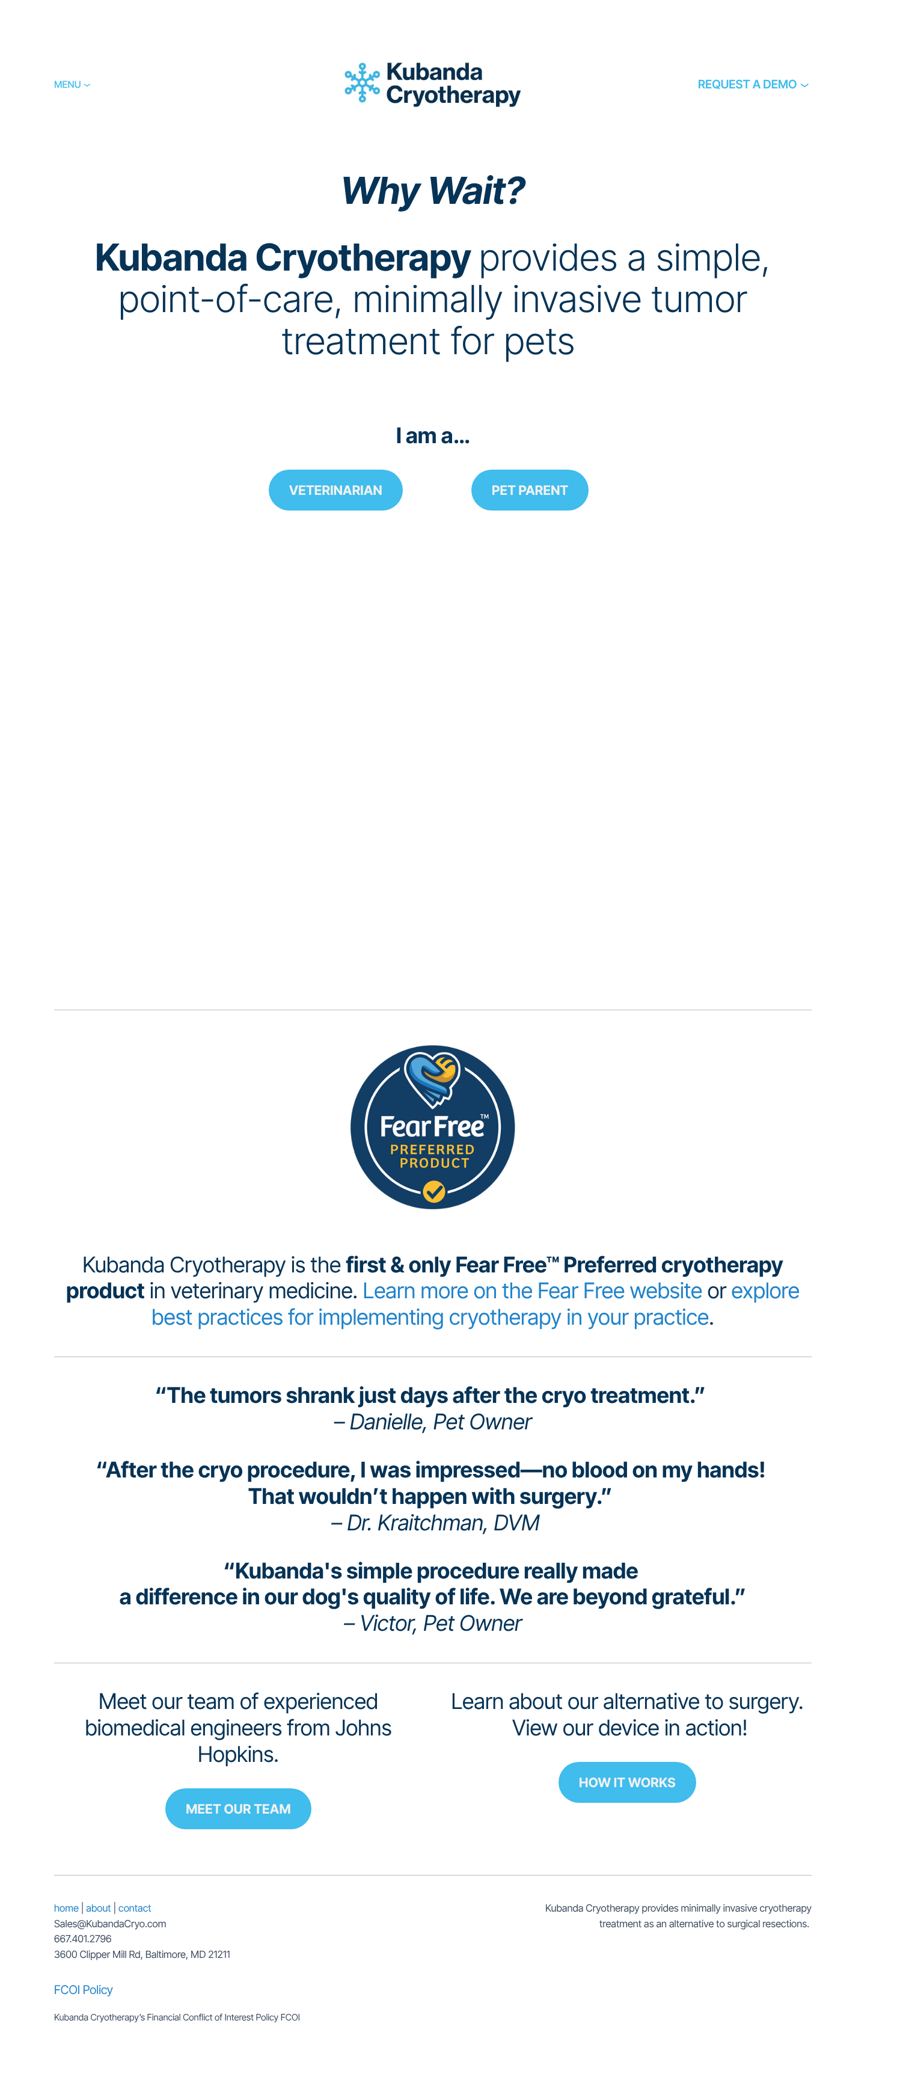 MENU
Kubanda
Cryotherapy
REQUEST A DEMO
Why Wait?
Kubanda Cryotherapy provides a simple,
point-of-care, minimally invasive tumor
treatment for pets
I am a...
VETERINARIAN
PET PARENT
FearFree™
PREFERRED
PRODUCT
Kubanda Cryotherapy is the first & only Fear Free™ Preferred cryotherapy
product in veterinary medicine. Learn more on the Fear Free website or explore
best practices for implementing cryotherapy in your practice.
“The tumors shrank just days after the cryo treatment.”
– Danielle, Pet Owner
“After the cryo procedure, I was impressed—no blood on my hands!
That wouldn’t happen with surgery.”
– Dr. Kraitchman, DVM
“Kubanda's simple procedure really made
a difference in our dog's quality of life. We are beyond grateful.”
– Victor, Pet Owner
Meet our team of experienced
biomedical engineers from Johns
Hopkins.
MEET OUR TEAM
Learn about our alternative to surgery.
View our device in action!
HOW IT WORKS
home | about | contact
Sales@KubandaCryo.com
667.401.2796
3600 Clipper Mill Rd, Baltimore, MD 21211
Kubanda Cryotherapy provides minimally invasive cryotherapy
treatment as an alternative to surgical resections.
FCOI Policy
Kubanda Cryotherapy’s Financial Conflict of Interest Policy FCOI